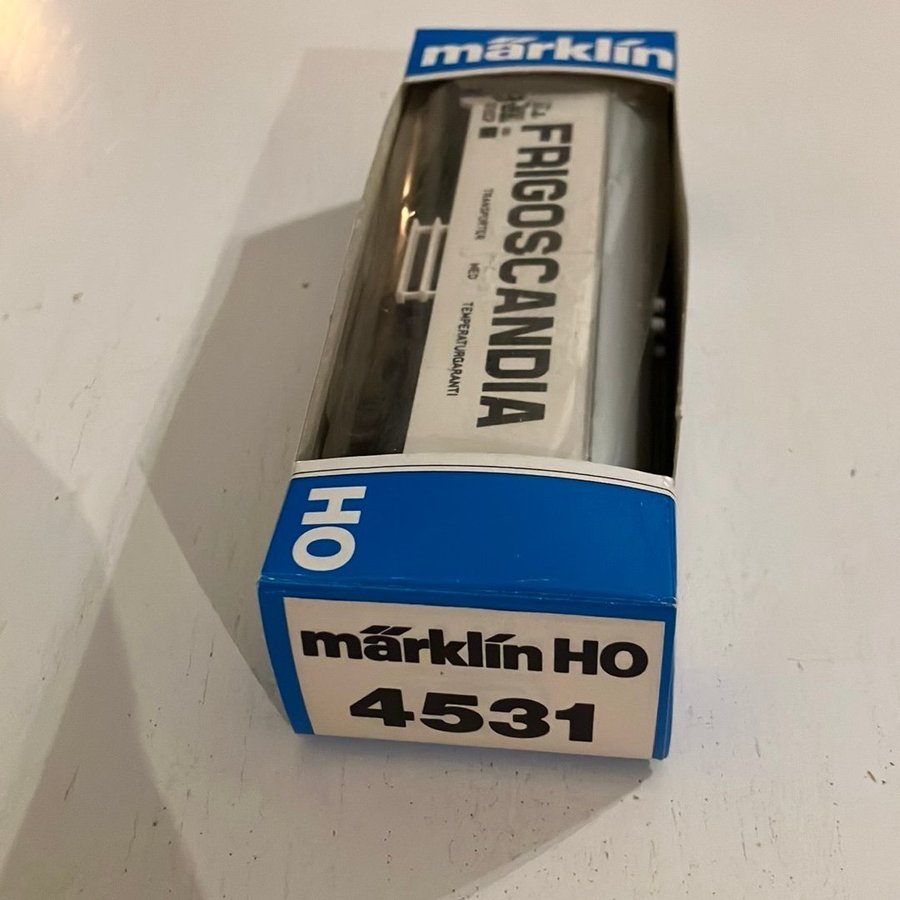 märklin
FRIGOSCANDIA
TRANSPORTER MED TEMPERATURGARANTI
HO
märklin HO
4531